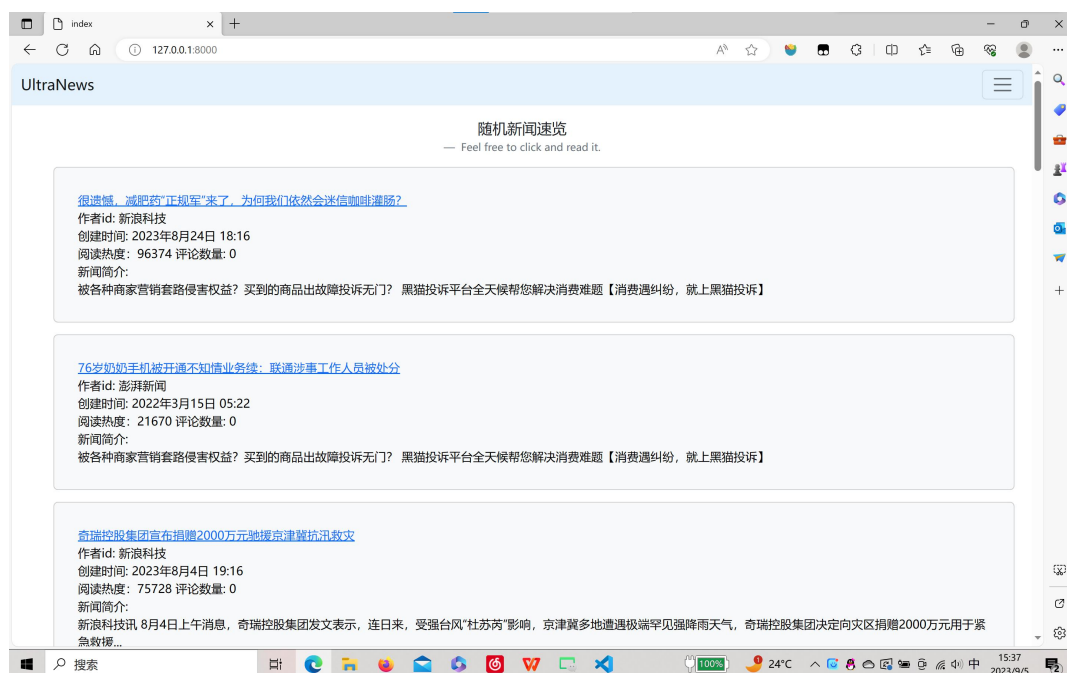 index
127.0.0.1:8000
UltraNews
随机新闻速览
— Feel free to click and read it.
很遗憾，减肥药“正规军”来了，为何我们依然会迷信咖啡灌肠？
作者id: 新浪科技
创建时间: 2023年8月24日 18:16
阅读热度：96374 评论数量: 0
新闻简介:
被各种商家营销套路侵害权益？买到的商品出故障投诉无门？ 黑猫投诉平台全天候帮您解决消费难题【消费遇纠纷，就上黑猫投诉】
76岁奶奶手机被开通不知情业务续：联通涉事工作人员被处分
作者id: 澎湃新闻
创建时间: 2022年3月15日 05:22
阅读热度：21670 评论数量: 0
新闻简介:
被各种商家营销套路侵害权益？买到的商品出故障投诉无门？ 黑猫投诉平台全天候帮您解决消费难题【消费遇纠纷，就上黑猫投诉】
奇瑞控股集团宣布捐赠2000万元驰援京津冀抗汛救灾
作者id: 新浪科技
创建时间: 2023年8月4日 19:16
阅读热度：75728 评论数量: 0
新闻简介:
新浪科技讯 8月4日上午消息，奇瑞控股集团发文表示，连日来，受强台风“杜苏芮”影响，京津冀多地遭遇极端罕见强降雨天气，奇瑞控股集团决定向灾区捐赠2000万元用于紧
急救援...
搜索
100%
24°C
中
15:37
2023/9/5